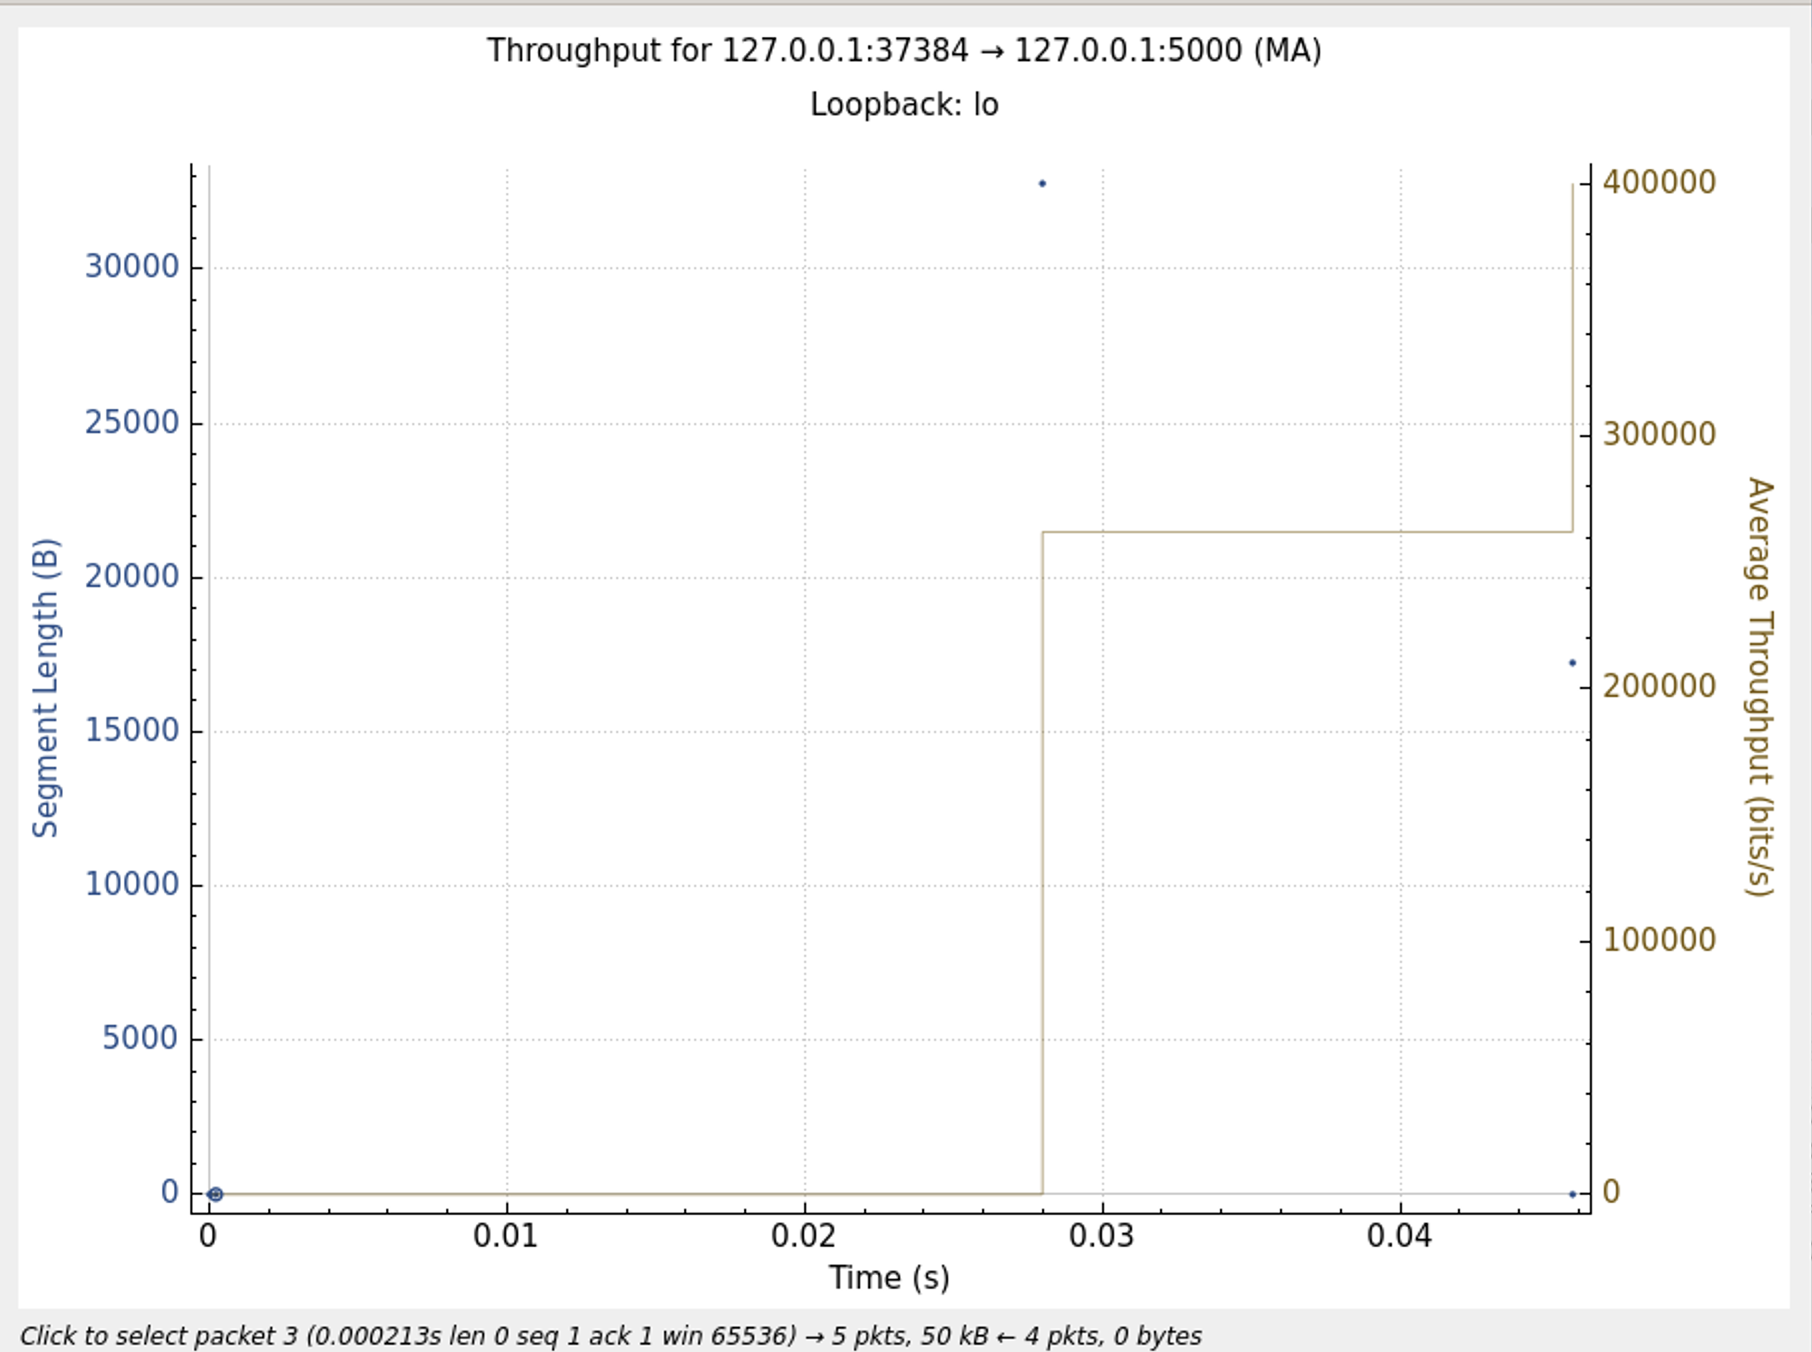 Throughput for 127.0.0.1:37384 → 127.0.0.1:5000 (MA)
Loopback: lo
Segment Length (B)
30000
25000
20000
15000
10000
5000
0
400000
300000
200000
100000
0
Average Throughput (bits/s)
0 0.01 0.02 0.03 0.04
Time (s)
Click to select packet 3 (0.000213s len 0 seq 1 ack 1 win 65536) → 5 pkts, 50 kB ← 4 pkts, 0 bytes